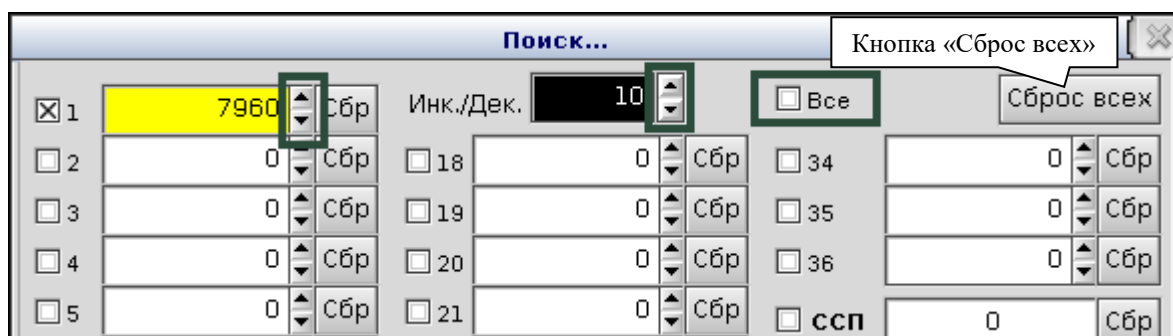 Поиск...
Кнопка «Сброс всех»
1 7960 Сбр Инк./Дек. 10 Все Сброс всех
2 0 Сбр 18 0 Сбр 34 0 Сбр
3 0 Сбр 19 0 Сбр 35 0 Сбр
4 0 Сбр 20 0 Сбр 36 0 Сбр
5 0 Сбр 21 0 Сбр ССП 0 Сбр